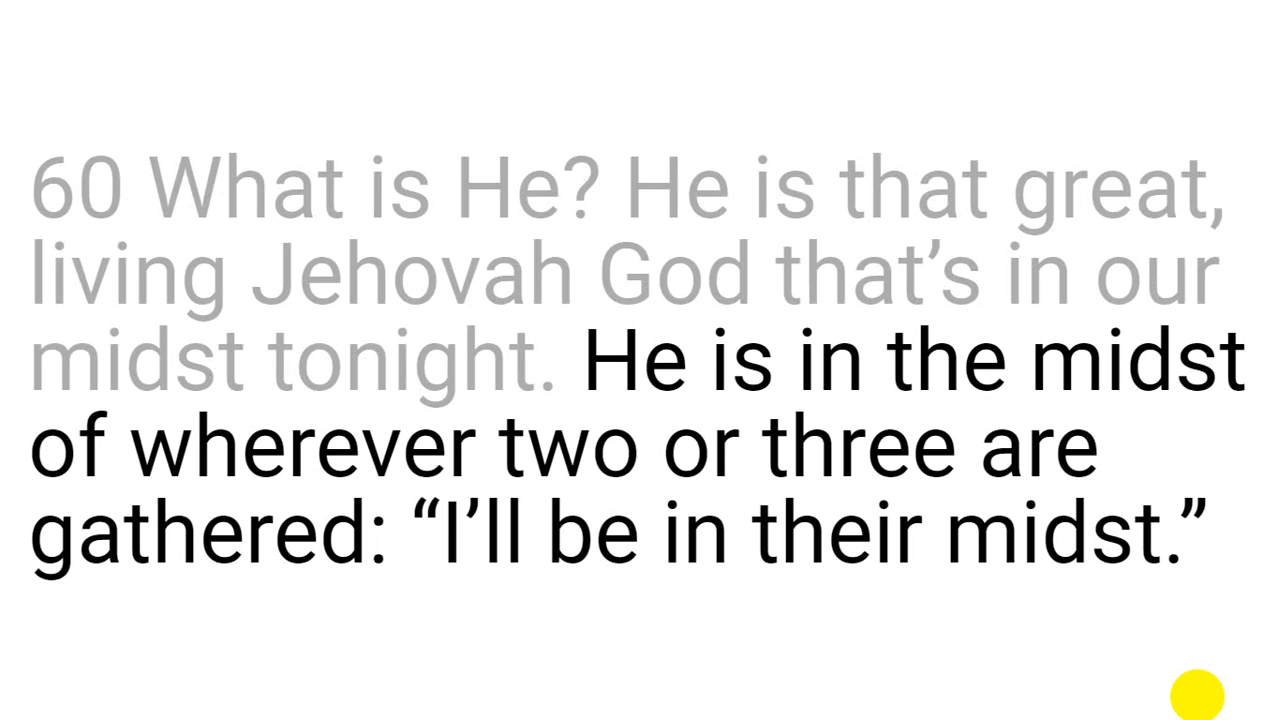 60 What is He? He is that great,
living Jehovah God that’s in our
midst tonight. He is in the midst
of wherever two or three are
gathered: “I’ll be in their midst.”